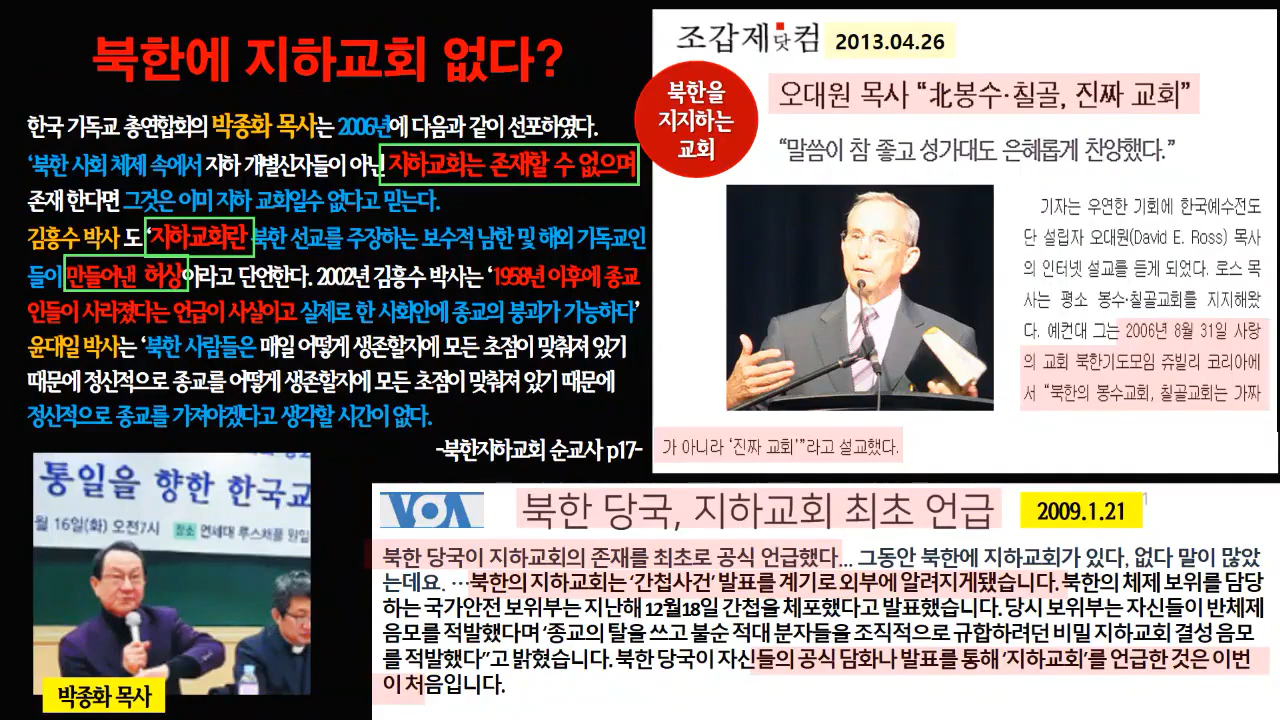 북한에 지하교회 없다?
한국 기독교 총연합회의 박종화 목사는 2006년에 다음과 같이 선포하였다.
‘북한 사회 체제 속에서 지하 개별신자들이 아닌 지하교회는 존재할 수 없으며
존재 한다면 그것은 이미 지하 교회일수 없다고 믿는다.
김흥수 박사 도 ‘지하교회란 북한 선교를 주장하는 보수적 남한 및 해외 기독교인
들이 만들어낸 허상’이라고 단언한다. 2002년 김흥수 박사는 ‘1958년 이후에 종교
인들이 사라졌다는 언급이 사실이고 실제로 한 사회안에 종교의 붕괴가 가능하다’
윤대일 박사는 ‘북한 사람들은 매일 어떻게 생존할지에 모든 초점이 맞춰져 있기
때문에 정신적으로 종교를 어떻게 생존할지에 모든 초점이 맞춰져 있기 때문에
정신적으로 종교를 가져야겠다고 생각할 시간이 없다.
-북한지하교회 순교사 p17-
통일을 향한 한국교
월 16일(화) 오전7시 장소 연세대 루스채플 원일
박종화 목사
조갑제닷컴 2013.04.26
북한을
지지하는
교회
오대원 목사 “北봉수·칠골, 진짜 교회”
“말씀이 참 좋고 성가대도 은혜롭게 찬양했다.”
기자는 우연한 기회에 한국예수전도
단 설립자 오대원(David E. Ross) 목사
의 인터넷 설교를 듣게 되었다. 로스 목
사는 평소 봉수·칠골교회를 지지해왔
다. 예컨대 그는 2006년 8월 31일 사랑
의 교회 북한기도모임 쥬빌리 코리아에
서 “북한의 봉수교회, 칠골교회는 가짜
가 아니라 ‘진짜 교회’”라고 설교했다.
VOA 북한 당국, 지하교회 최초 언급 2009.1.21
북한 당국이 지하교회의 존재를 최초로 공식 언급했다... 그동안 북한에 지하교회가 있다, 없다 말이 많았
는데요. …북한의 지하교회는 ‘간첩사건’ 발표를 계기로 외부에 알려지게됐습니다. 북한의 체제 보위를 담당
하는 국가안전 보위부는 지난해 12월18일 간첩을 체포했다고 발표했습니다. 당시 보위부는 자신들이 반체제
음모를 적발했다며 ‘종교의 탈을 쓰고 불순 적대 분자들을 조직적으로 규합하려던 비밀 지하교회 결성 음모
를 적발했다”고 밝혔습니다. 북한 당국이 자신들의 공식 담화나 발표를 통해 ‘지하교회’를 언급한 것은 이번
이 처음입니다.